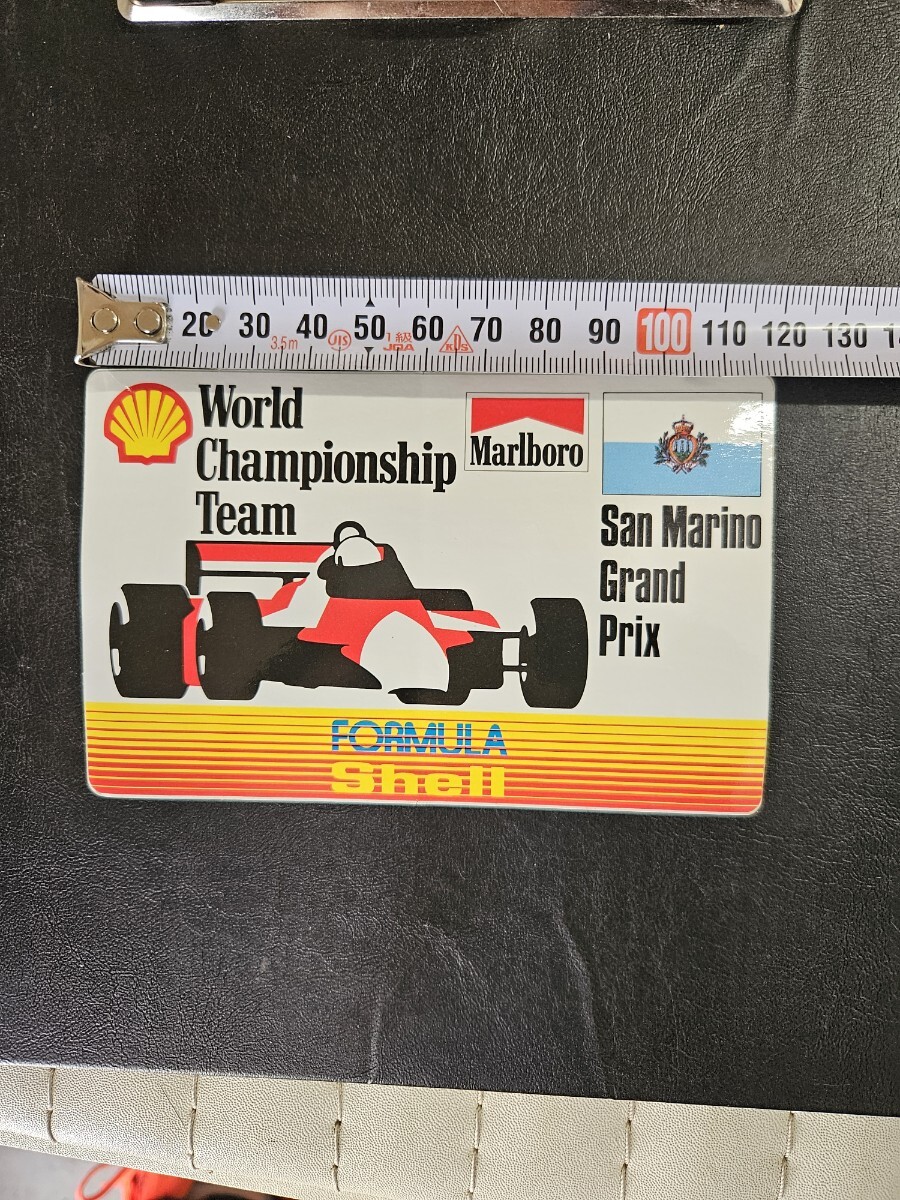 20 30 40 50 60 70 80 90 100 110 120 130
3.5m JIS 1級 KDS
JQA
World
Championship
Team
Marlboro
San Marino
Grand
Prix
FORMULA
Shell